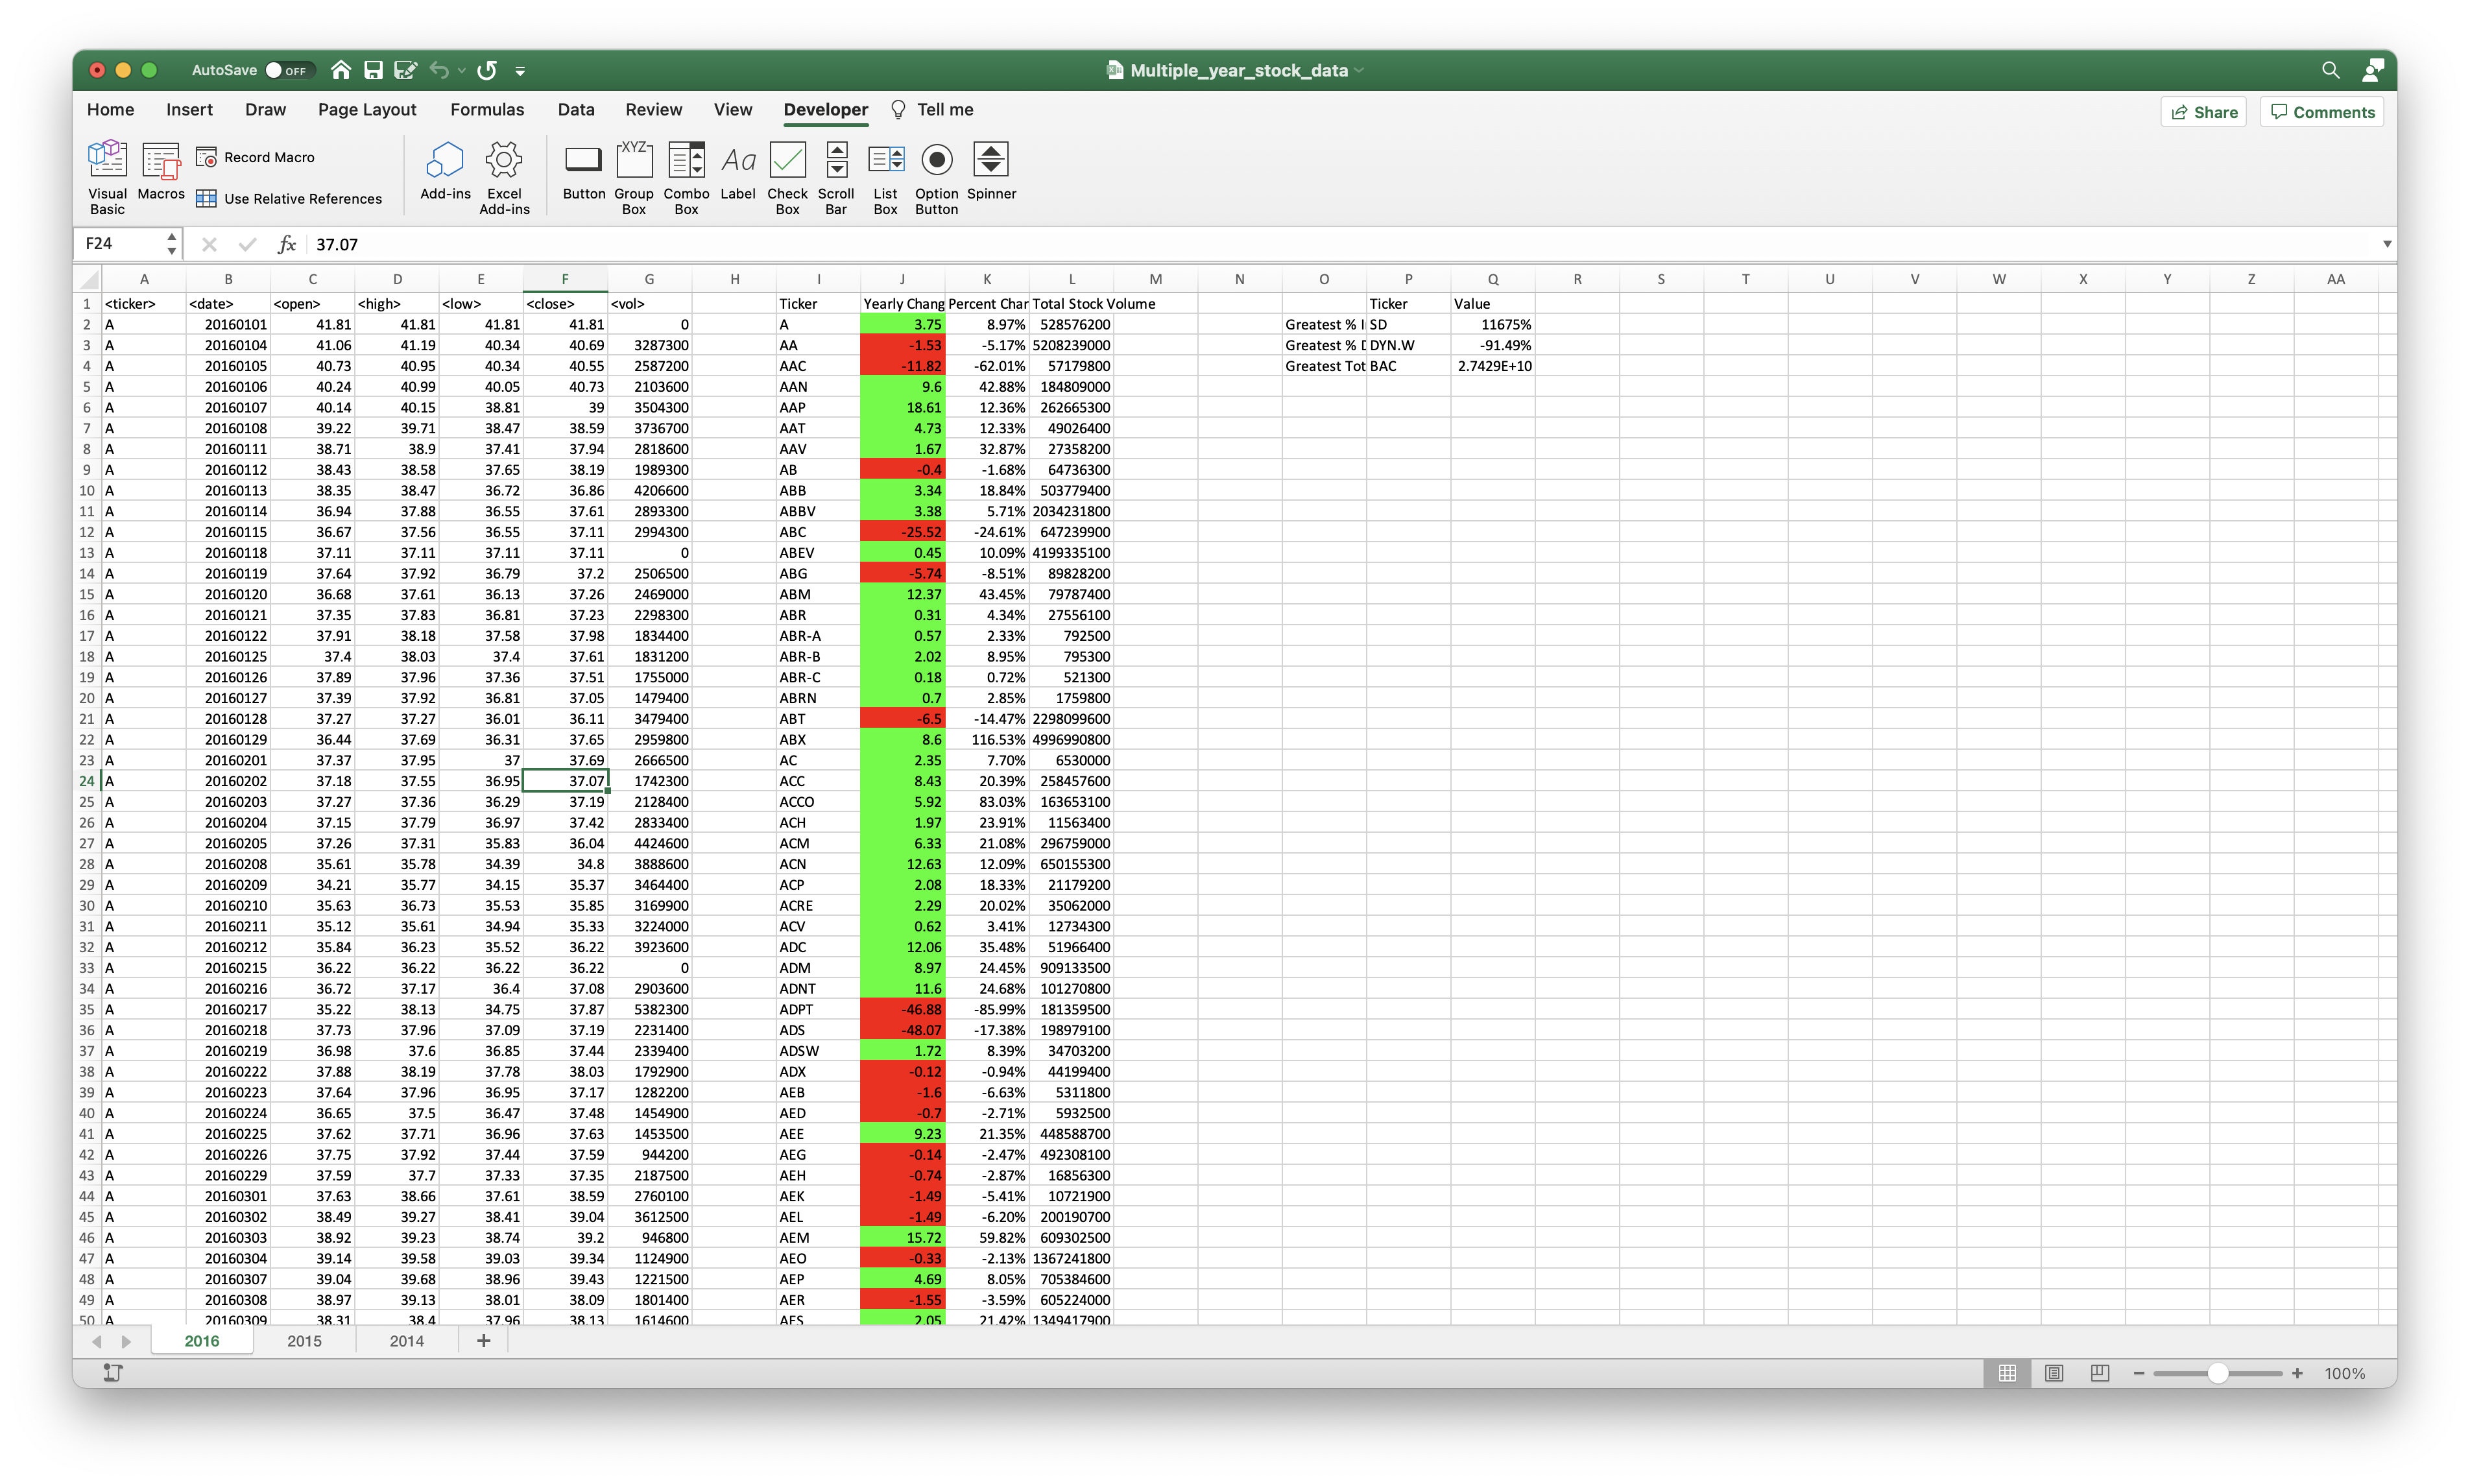 AutoSave OFF Multiple_year_stock_data
Home Insert Draw Page Layout Formulas Data Review View Developer Tell me Share Comments
Visual Basic Macros Record Macro Use Relative References Add-ins Excel Add-ins Button Group Box Combo Box Label Check Box Scroll Bar List Box Option Button Spinner
XYZ Aa
F24 fx 37.07
A B C D E F G H I J K L M N O P Q R S T U V W X Y Z AA
1 <ticker> <date> <open> <high> <low> <close> <vol> Ticker Yearly Chang Percent Char Total Stock Volume Ticker Value
2 A 20160101 41.81 41.81 41.81 41.81 0 A 3.75 8.97% 528576200 Greatest % I SD 11675%
3 A 20160104 41.06 41.19 40.34 40.69 3287300 AA -1.53 -5.17% 5208239000 Greatest % D DYN.W -91.49%
4 A 20160105 40.73 40.95 40.34 40.55 2587200 AAC -11.82 -62.01% 57179800 Greatest Tot BAC 2.7429E+10
5 A 20160106 40.24 40.99 40.05 40.73 2103600 AAN 9.6 42.88% 184809000
6 A 20160107 40.14 40.15 38.81 39 3504300 AAP 18.61 12.36% 262665300
7 A 20160108 39.22 39.71 38.47 38.59 3736700 AAT 4.73 12.33% 49026400
8 A 20160111 38.71 38.9 37.41 37.94 2818600 AAV 1.67 32.87% 27358200
9 A 20160112 38.43 38.58 37.65 38.19 1989300 AB -0.4 -1.68% 64736300
10 A 20160113 38.35 38.47 36.72 36.86 4206600 ABB 3.34 18.84% 503779400
11 A 20160114 36.94 37.88 36.55 37.61 2893300 ABBV 3.38 5.71% 2034231800
12 A 20160115 36.67 37.56 36.55 37.11 2994300 ABC -25.52 -24.61% 647239900
13 A 20160118 37.11 37.11 37.11 37.11 0 ABEV 0.45 10.09% 4199335100
14 A 20160119 37.64 37.92 36.79 37.2 2506500 ABG -5.74 -8.51% 89828200
15 A 20160120 36.68 37.61 36.13 37.26 2469000 ABM 12.37 43.45% 79787400
16 A 20160121 37.35 37.83 36.81 37.23 2298300 ABR 0.31 4.34% 27556100
17 A 20160122 37.91 38.18 37.58 37.98 1834400 ABR-A 0.57 2.33% 792500
18 A 20160125 37.4 38.03 37.4 37.61 1831200 ABR-B 2.02 8.95% 795300
19 A 20160126 37.89 37.96 37.36 37.51 1755000 ABR-C 0.18 0.72% 521300
20 A 20160127 37.39 37.92 36.81 37.05 1479400 ABRN 0.7 2.85% 1759800
21 A 20160128 37.27 37.27 36.01 36.11 3479400 ABT -6.5 -14.47% 2298099600
22 A 20160129 36.44 37.69 36.31 37.65 2959800 ABX 8.6 116.53% 4996990800
23 A 20160201 37.37 37.95 37 37.69 2666500 AC 2.35 7.70% 6530000
24 A 20160202 37.18 37.55 36.95 37.07 1742300 ACC 8.43 20.39% 258457600
25 A 20160203 37.27 37.36 36.29 37.19 2128400 ACCO 5.92 83.03% 163653100
26 A 20160204 37.15 37.79 36.97 37.42 2833400 ACH 1.97 23.91% 11563400
27 A 20160205 37.26 37.31 35.83 36.04 4424600 ACM 6.33 21.08% 296759000
28 A 20160208 35.61 35.78 34.39 34.8 3888600 ACN 12.63 12.09% 650155300
29 A 20160209 34.21 35.77 34.15 35.37 3464400 ACP 2.08 18.33% 21179200
30 A 20160210 35.63 36.73 35.53 35.85 3169900 ACRE 2.29 20.02% 35062000
31 A 20160211 35.12 35.61 34.94 35.33 3224000 ACV 0.62 3.41% 12734300
32 A 20160212 35.84 36.23 35.52 36.22 3923600 ADC 12.06 35.48% 51966400
33 A 20160215 36.22 36.22 36.22 36.22 0 ADM 8.97 24.45% 909133500
34 A 20160216 36.72 37.17 36.4 37.08 2903600 ADNT 11.6 24.68% 101270800
35 A 20160217 35.22 38.13 34.75 37.87 5382300 ADPT -46.88 -85.99% 181359500
36 A 20160218 37.73 37.96 37.09 37.19 2231400 ADS -48.07 -17.38% 198979100
37 A 20160219 36.98 37.6 36.85 37.44 2339400 ADSW 1.72 8.39% 34703200
38 A 20160222 37.88 38.19 37.78 38.03 1792900 ADX -0.12 -0.94% 44199400
39 A 20160223 37.64 37.96 36.95 37.17 1282200 AEB -1.6 -6.63% 5311800
40 A 20160224 36.65 37.5 36.47 37.48 1454900 AED -0.7 -2.71% 5932500
41 A 20160225 37.62 37.71 36.96 37.63 1453500 AEE 9.23 21.35% 448588700
42 A 20160226 37.75 37.92 37.44 37.59 944200 AEG -0.14 -2.47% 492308100
43 A 20160229 37.59 37.7 37.33 37.35 2187500 AEH -0.74 -2.87% 16856300
44 A 20160301 37.63 38.66 37.61 38.59 2760100 AEK -1.49 -5.41% 10721900
45 A 20160302 38.49 39.27 38.41 39.04 3612500 AEL -1.49 -6.20% 200190700
46 A 20160303 38.92 39.23 38.74 39.2 946800 AEM 15.72 59.82% 609302500
47 A 20160304 39.14 39.58 39.03 39.34 1124900 AEO -0.33 -2.13% 1367241800
48 A 20160307 39.04 39.68 38.96 39.43 1221500 AEP 4.69 8.05% 705384600
49 A 20160308 38.97 39.13 38.01 38.09 1801400 AER -1.55 -3.59% 605224000
50 A 20160309 38.31 38.4 37.96 38.13 1614600 AES 2.05 21.42% 1349417900
2016 2015 2014
100%